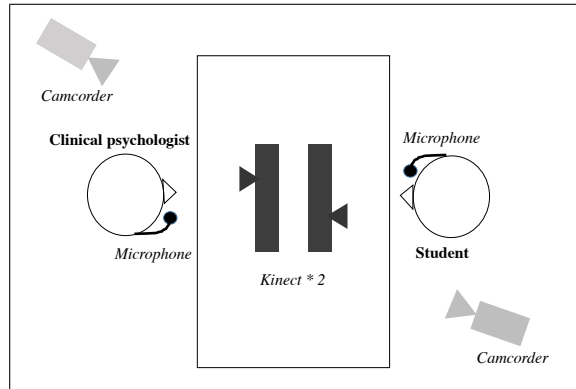 Camcorder
Clinical psychologist
Microphone
Microphone
Kinect * 2
Student
Camcorder